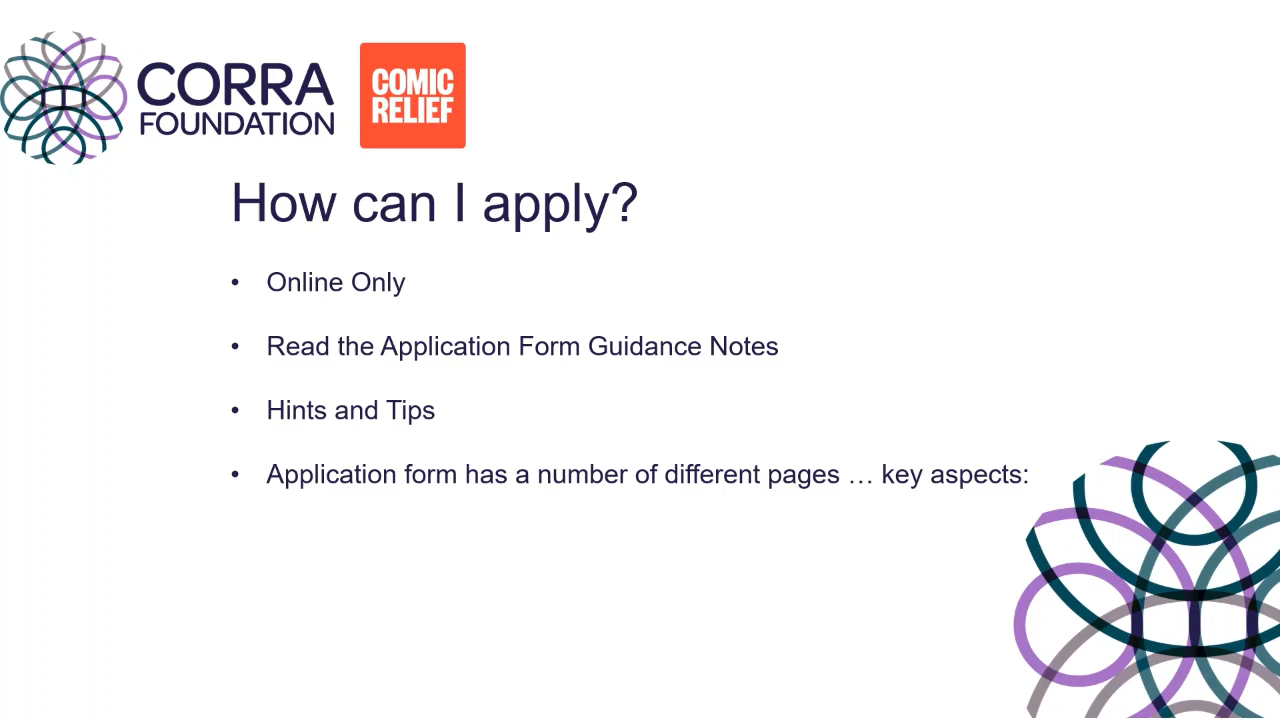 CORRA
FOUNDATION
COMIC
RELIEF
How can I apply?
• Online Only
• Read the Application Form Guidance Notes
• Hints and Tips
• Application form has a number of different pages … key aspects: